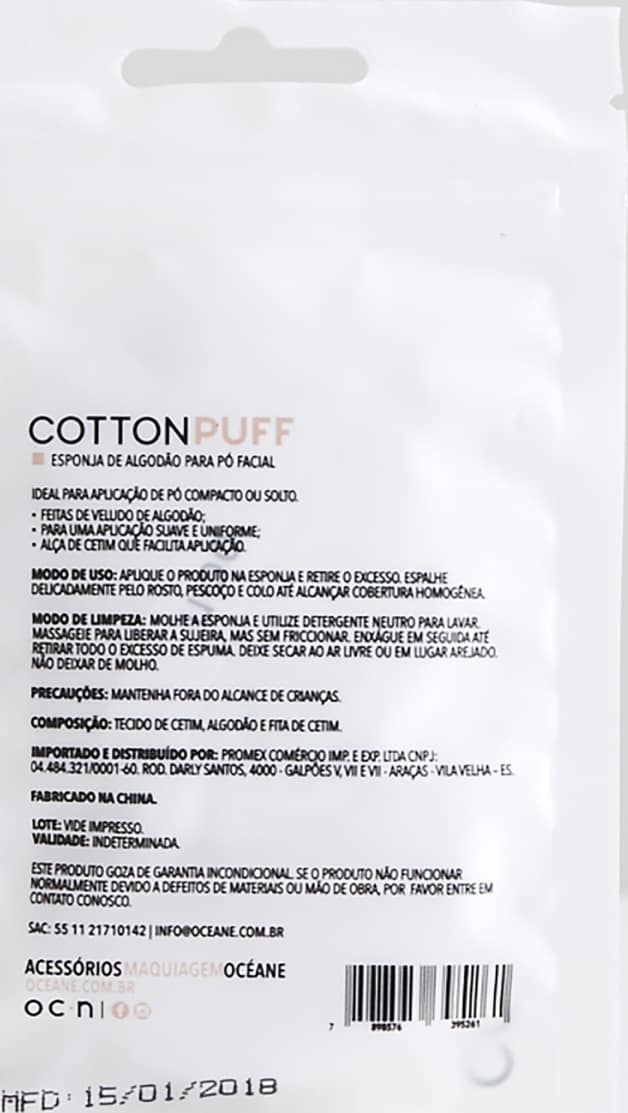 COTTONPUFF
ESPONJA DE ALGODÃO PARA PÓ FACIAL
IDEAL PARA APLICAÇÃO DE PÓ COMPACTO OU SOLTO.
• FEITAS DE VELUDO DE ALGODÃO;
• PARA UMA APLICAÇÃO SUAVE E UNIFORME;
• ALÇA DE CETIM QUE FACILITA APLICAÇÃO.
MODO DE USO: APLIQUE O PRODUTO NA ESPONJA E RETIRE O EXCESSO. ESPALHE
DELICADAMENTE PELO ROSTO, PESCOÇO E COLO ATÉ ALCANÇAR COBERTURA HOMOGÊNEA.
MODO DE LIMPEZA: MOLHE A ESPONJA E UTILIZE DETERGENTE NEUTRO PARA LAVAR.
MASSAGEIE PARA LIBERAR A SUJEIRA, MAS SEM FRICCIONAR. ENXÁGUE EM SEGUIDA ATÉ
RETIRAR TODO O EXCESSO DE ESPUMA. DEIXE SECAR AO AR LIVRE OU EM LUGAR AREJADO.
NÃO DEIXAR DE MOLHO.
PRECAUÇÕES: MANTENHA FORA DO ALCANCE DE CRIANÇAS.
COMPOSIÇÃO: TECIDO DE CETIM, ALGODÃO E FITA DE CETIM.
IMPORTADO E DISTRIBUÍDO POR: PROMEX COMÉRCIO IMP. E EXP. LTDA CNPJ:
04.484.321/0001-60. ROD. DARLY SANTOS, 4000 - GALPÕES V, VII E VII - ARAÇAS - VILA VELHA - ES.
FABRICADO NA CHINA.
LOTE: VIDE IMPRESSO.
VALIDADE: INDETERMINADA.
ESTE PRODUTO GOZA DE GARANTIA INCONDICIONAL. SE O PRODUTO NÃO FUNCIONAR
NORMALMENTE DEVIDO A DEFEITOS DE MATERIAIS OU MÃO DE OBRA, POR FAVOR ENTRE EM
CONTATO CONOSCO.
SAC: 55 11 21710142 | INFO@OCEANE.COM.BR
ACESSÓRIOSMAQUIAGEMOCÉANE
OCEANE.COM.BR
oc·n|
7 898576 395261
MFD: 15/01/2018